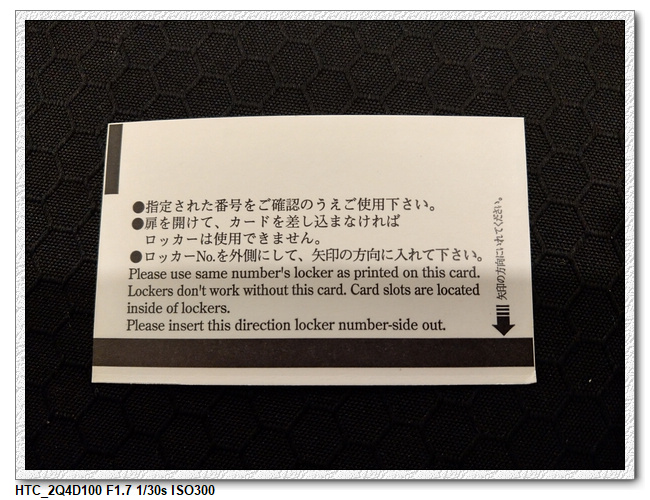 ●指定された番号をご確認のうえご使用下さい。
●扉を開けて、カードを差し込まなければ
ロッカーは使用できません。
●ロッカーNo.を外側にして、矢印の方向に入れて下さい。
Please use same number's locker as printed on this card.
Lockers don't work without this card. Card slots are located
inside of lockers.
Please insert this direction locker number-side out.
矢印の方向にいれてください。
HTC_2Q4D100 F1.7 1/30s ISO300